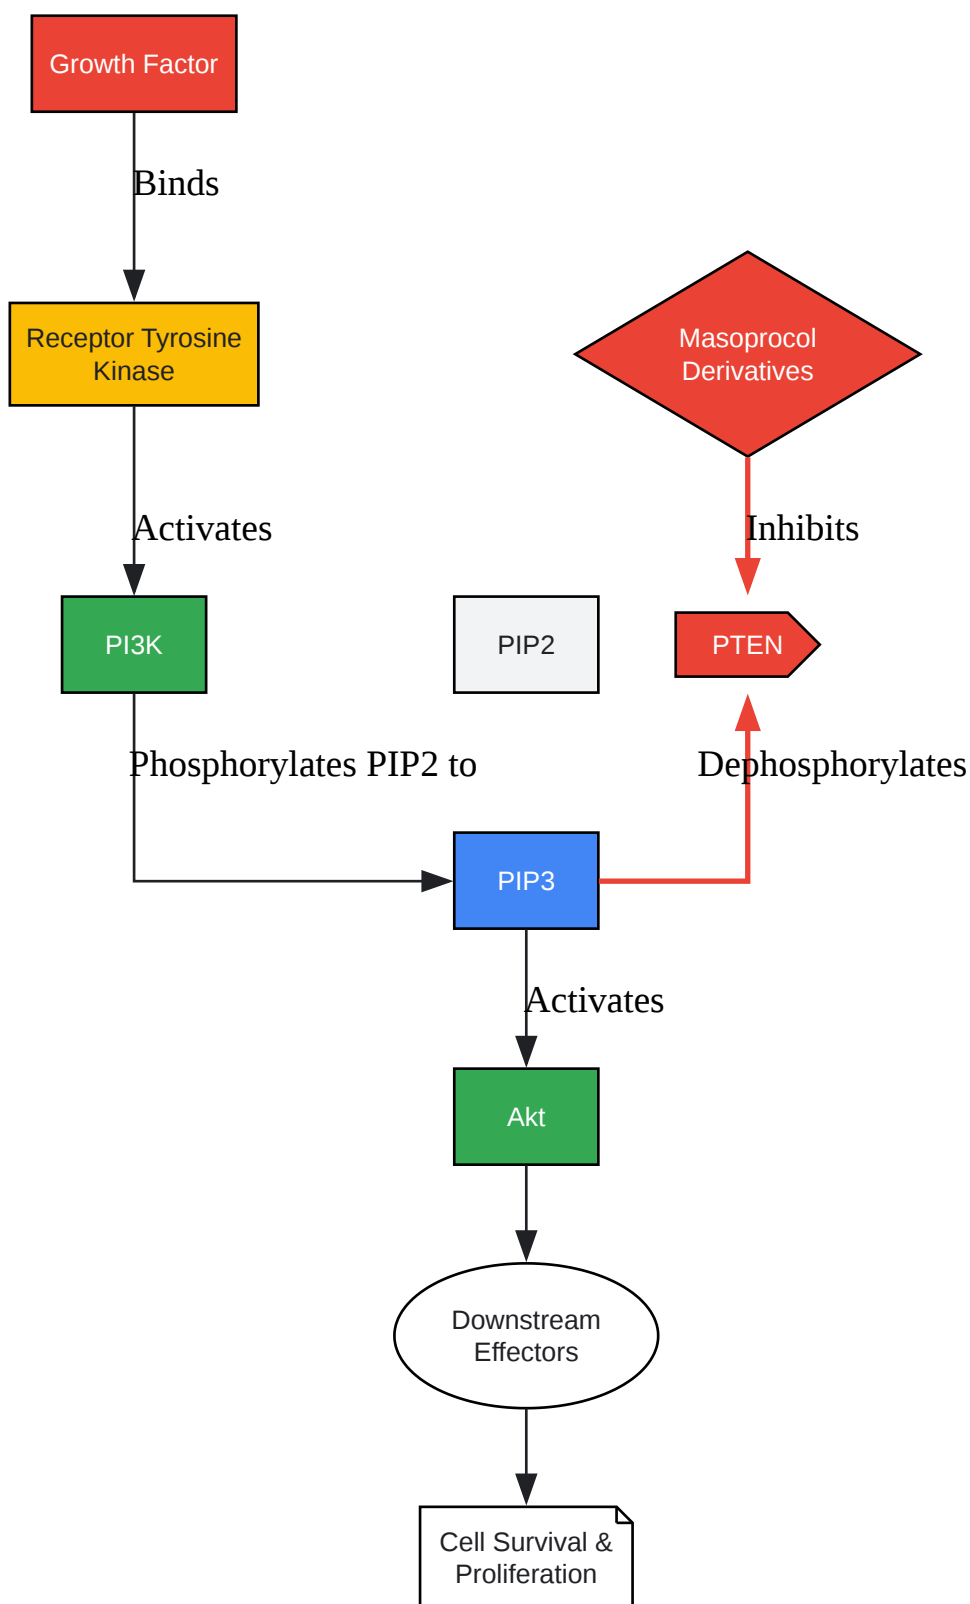 Growth Factor
Binds
Receptor Tyrosine
Kinase
Masoprocol
Derivatives
Activates
Inhibits
PI3K
PIP2
PTEN
Phosphorylates PIP2 to
Dephosphorylates
PIP3
Activates
Akt
Downstream
Effectors
Cell Survival &
Proliferation